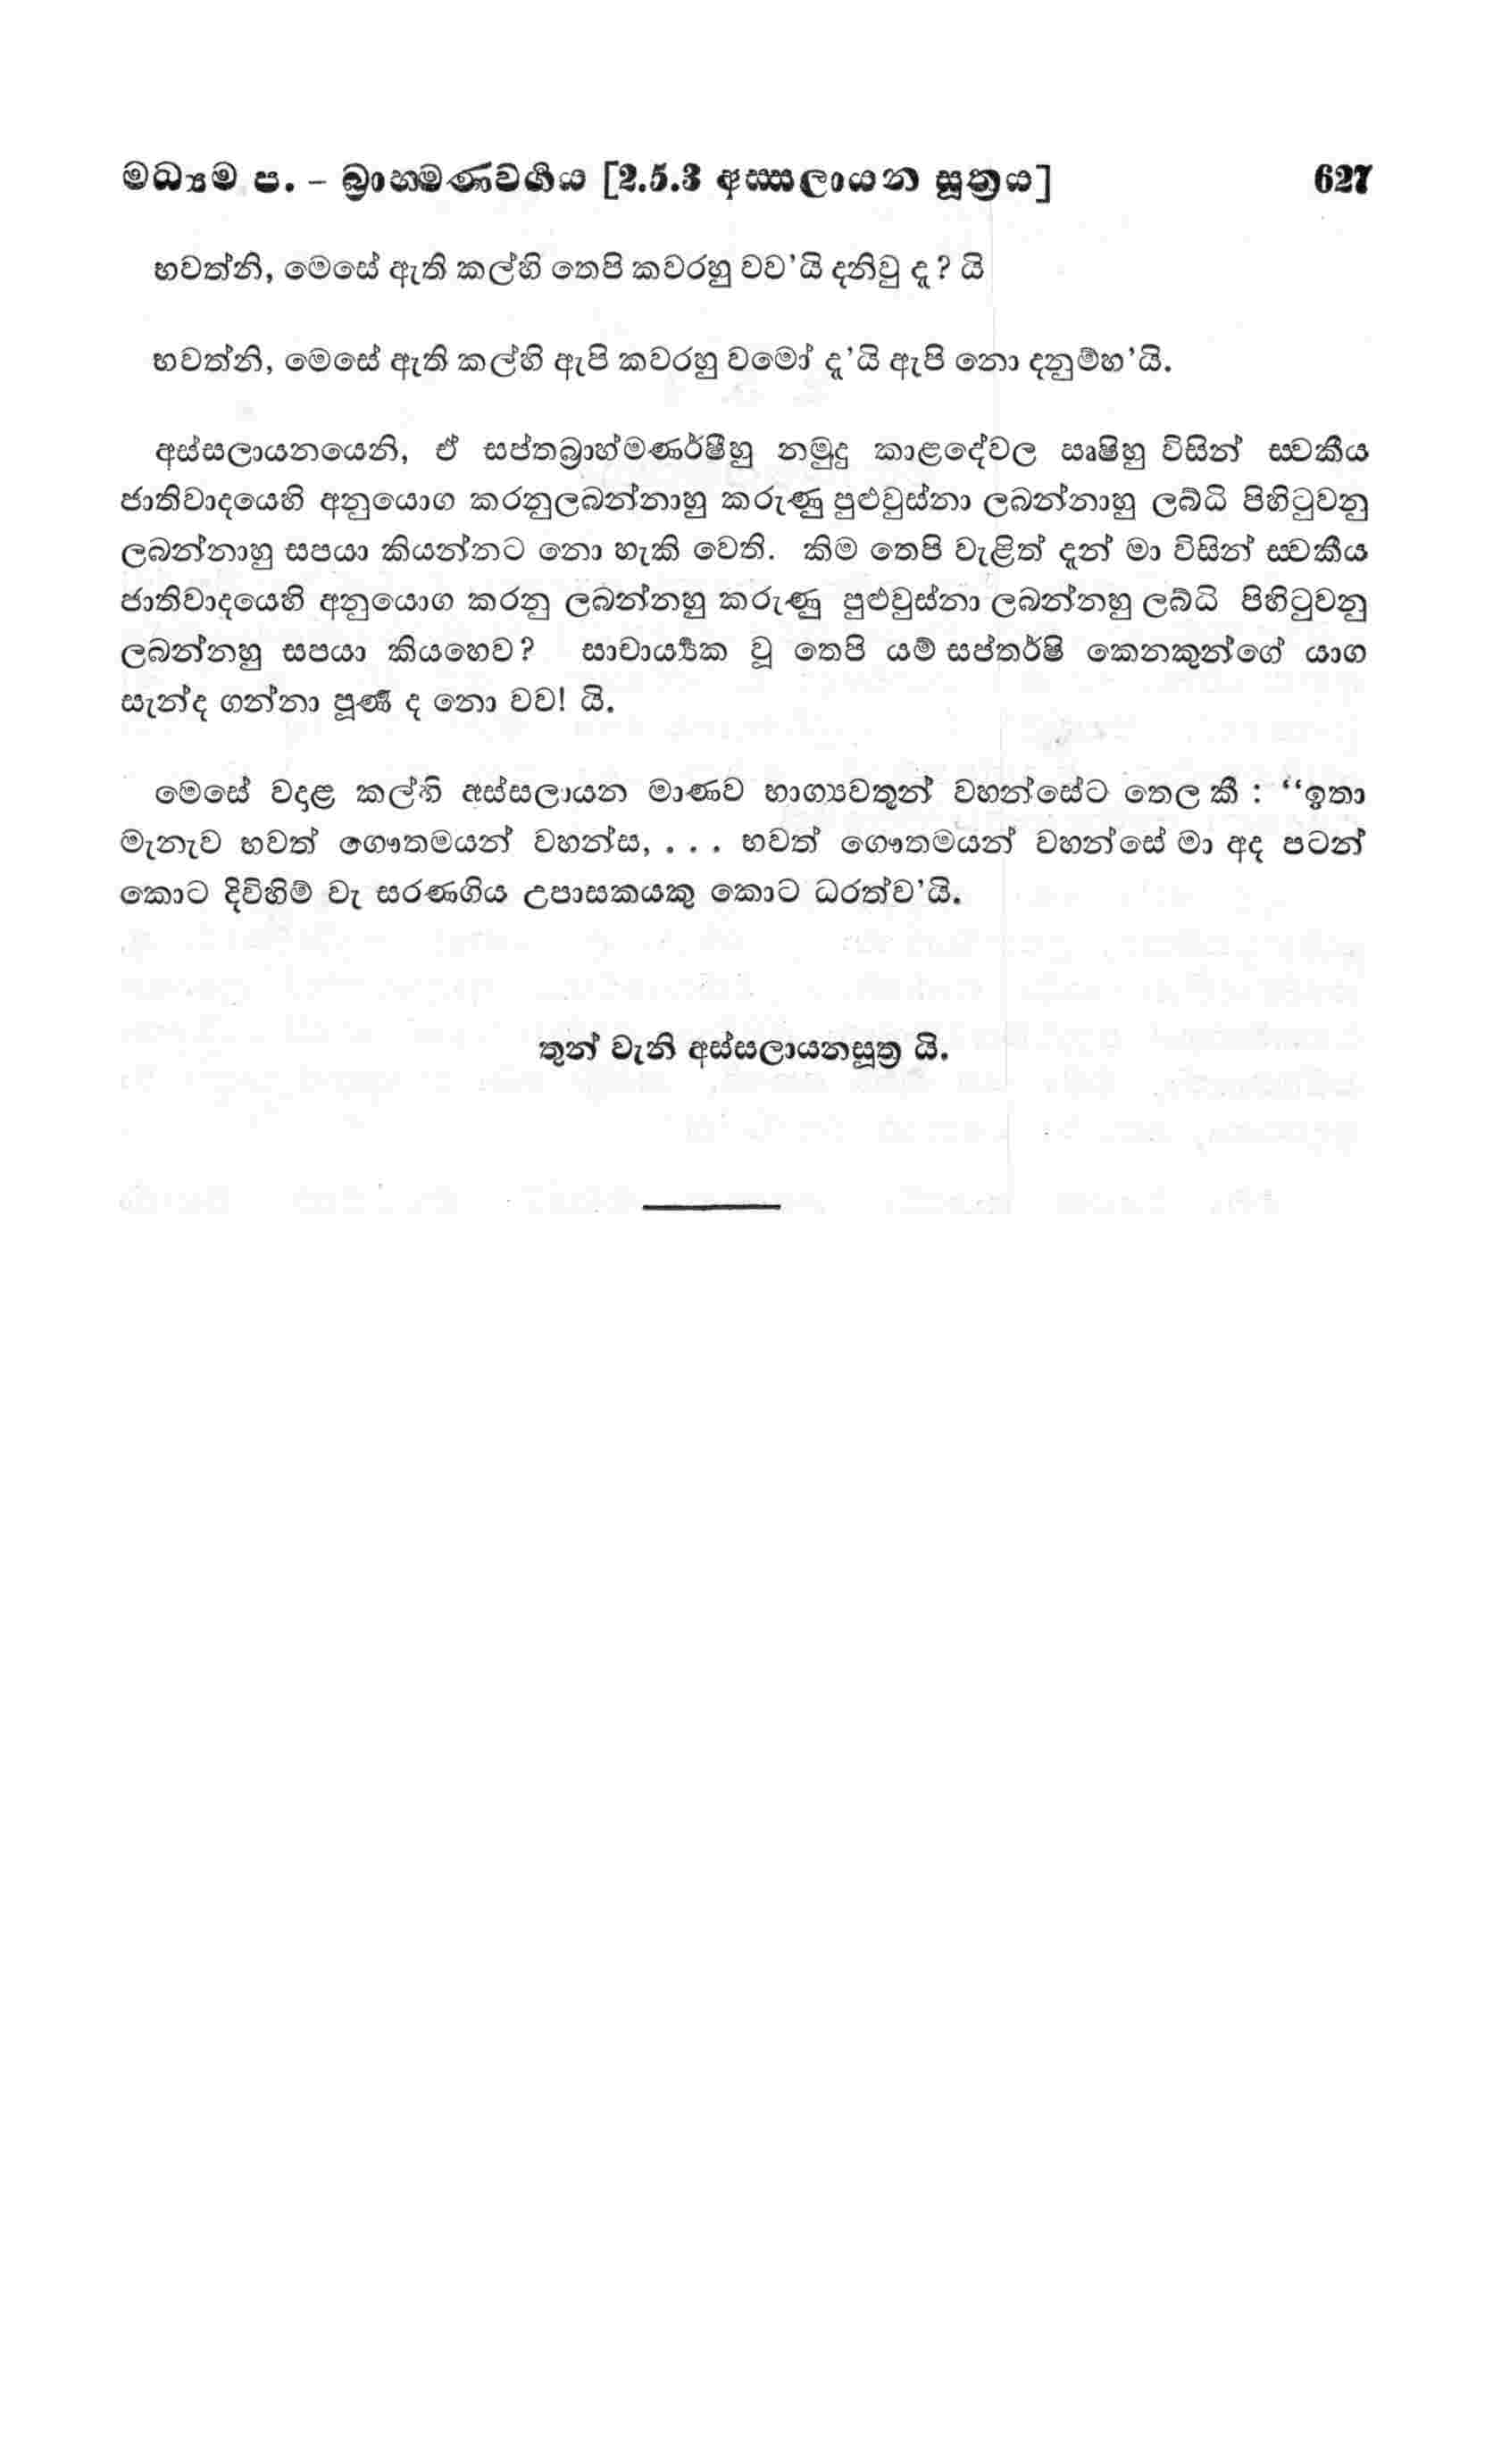 මධ්‍යම ප. – බ්‍රාහ්මණවර්‍ගය [2.5.3 අස්සලායන සූත්‍රය] 627
භවත්නි, මෙසේ ඇති කල්හි තෙපි කවරහු වව’යි දනිවු ද? යි
භවත්නි, මෙසේ ඇති කල්හි ඇපි කවරහු වමෝ ද’යි ඇපි නො දනුම්හ’යි.
අස්සලායනයෙනි, ඒ සප්තබ්‍රාහ්මණර්ෂීහු නමුදු කාළදේවල ඍෂිහු විසින් ස්වකීය
ජාතිවාදයෙහි අනුයොග කරනුලබන්නාහු කරුණු පුළුවුස්නා ලබන්නාහු ලබ්ධි පිහිටුවනු
ලබන්නාහු සපයා කියන්නට නො හැකි වෙති. කිම තෙපි වැළිත් දැන් මා විසින් ස්වකීය
ජාතිවාදයෙහි අනුයොග කරනු ලබන්නහු කරුණු පුළුවුස්නා ලබන්නහු ලබ්ධි පිහිටුවනු
ලබන්නහු සපයා කියහෙව? සාචාර්‍ය්‍යක වූ තෙපි යම් සප්තර්ෂි කෙනකුන්ගේ යාග
සැන්ද ගන්නා පූර්‍ණ ද නො වව! යි.
මෙසේ වදාළ කල්හි අස්සලායන මාණව භාග්‍යවතුන් වහන්සේට තෙල කී : “ඉතා
මැනැව භවත් ගෞතමයන් වහන්ස, . . . භවත් ගෞතමයන් වහන්සේ මා අද පටන්
කොට දිවිහිම් වැ සරණගිය උපාසකයකු කොට ධරත්ව’යි.
තුන් වැනි අස්සලායනසූත්‍ර යි.